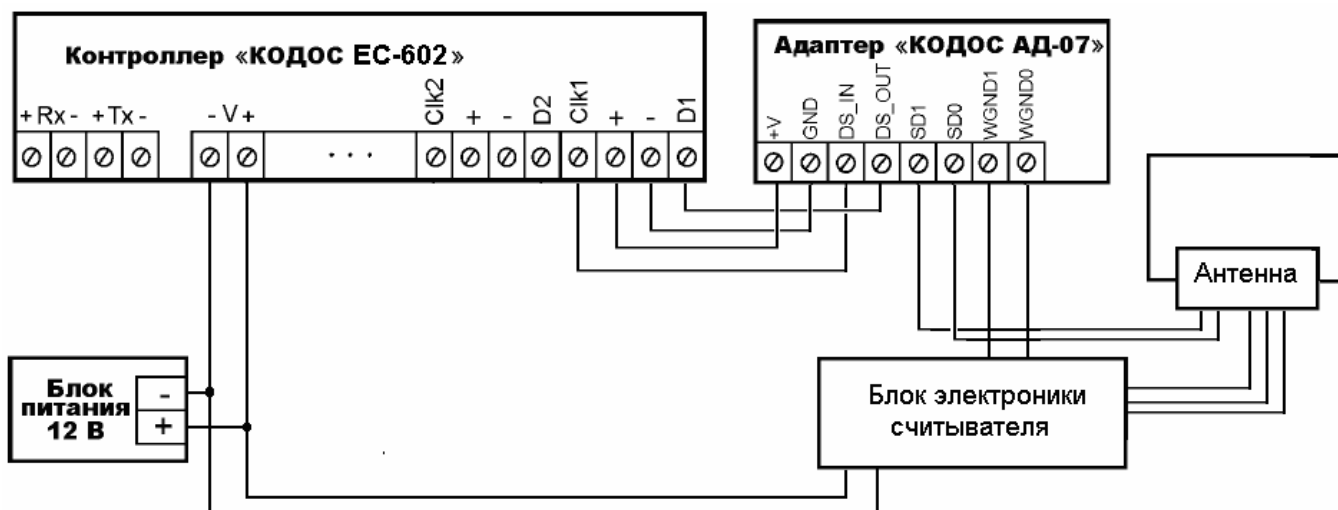 Контроллер «КОДОС ЕС-602»
+ Rx - + Tx -
- V +
Clk2
+
-
D2
Clk1
+
-
D1
. . .
Адаптер «КОДОС АД-07»
+V
GND
DS_IN
DS_OUT
SD1
SD0
WGND1
WGND0
Антенна
Блок
питания
12 В
-
+
Блок электроники
считывателя